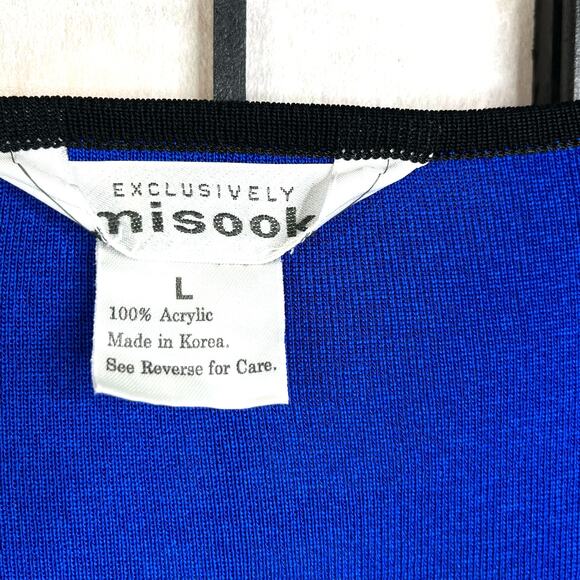 EXCLUSIVELY
misook
L
100% Acrylic
Made in Korea.
See Reverse for Care.